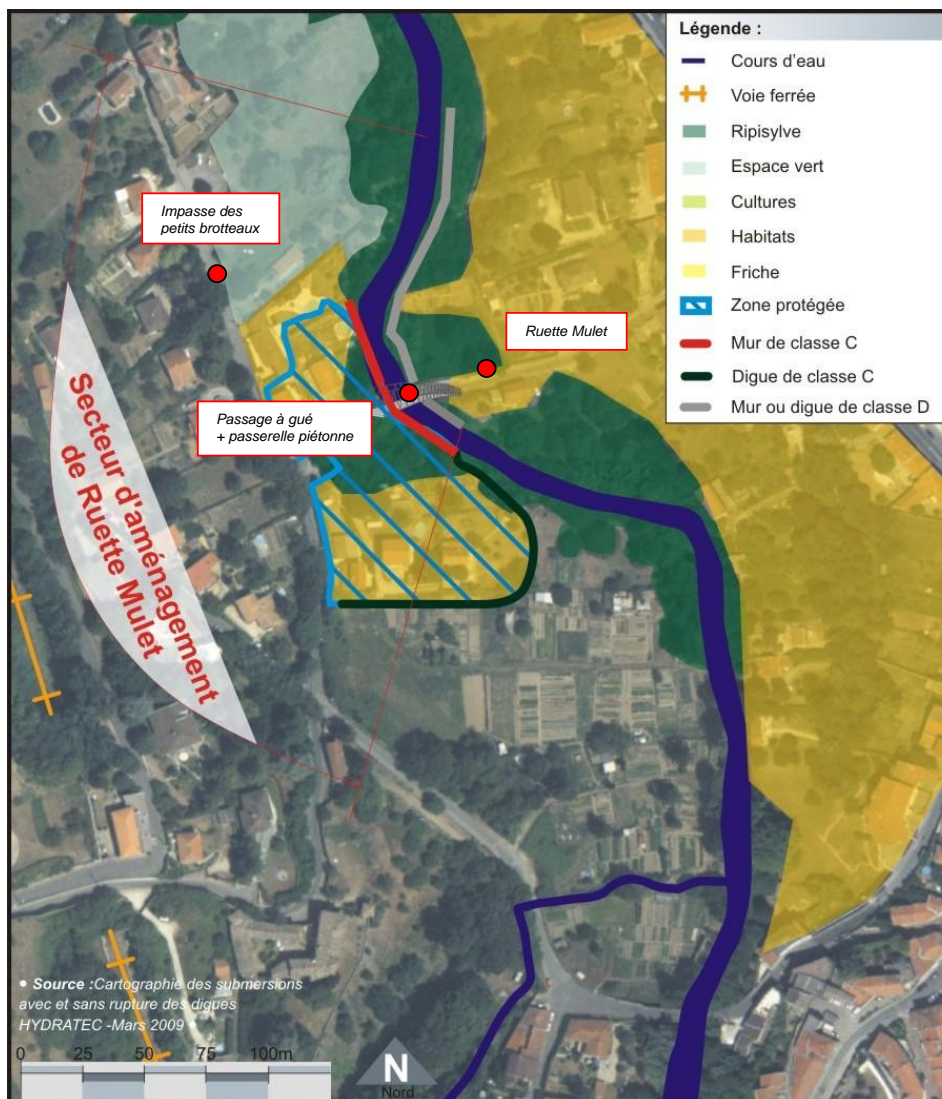 Légende :
Cours d'eau
Voie ferrée
Ripisylve
Espace vert
Cultures
Habitats
Friche
Zone protégée
Mur de classe C
Digue de classe C
Mur ou digue de classe D
Impasse des
petits brotteaux
Ruette Mulet
Passage à gué
+ passerelle piétonne
Secteur d'aménagement
de Ruette Mulet
• Source :Cartographie des submersions
avec et sans rupture des digues
HYDRATEC -Mars 2009
0 25 50 75 100m
N
Nord